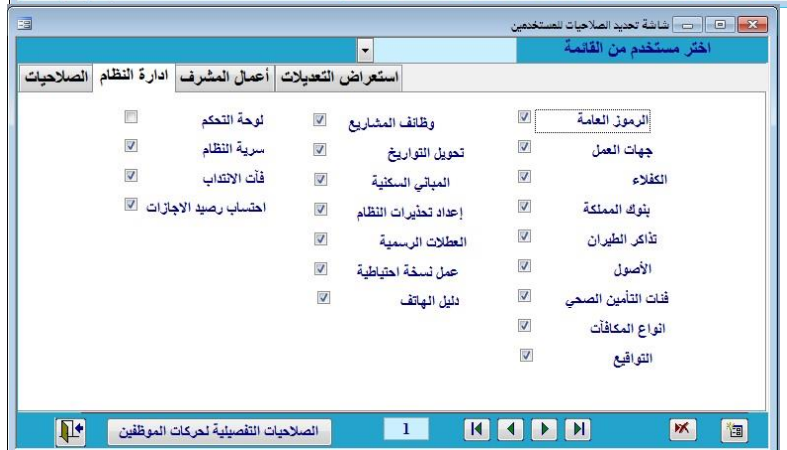 شاشة تحديد الصلاحيات للمستخدمين
اختر مستخدم من القائمة
الصلاحيات ادارة النظام أعمال المشرف استعراض التعديلات
الرموز العامة وظائف المشاريع لوحة التحكم
جهات العمل تحويل التواريخ سرية النظام
الكفلاء المباني السكنية فآت الانتداب
بنوك المملكة إعداد تحذيرات النظام احتساب رصيد الاجازات
تذاكر الطيران العطلات الرسمية
الأصول عمل نسخة احتياطية
فئات التأمين الصحي دليل الهاتف
انواع المكافآت
التواقيع
1 الصلاحيات التفصيلية لحركات الموظفين